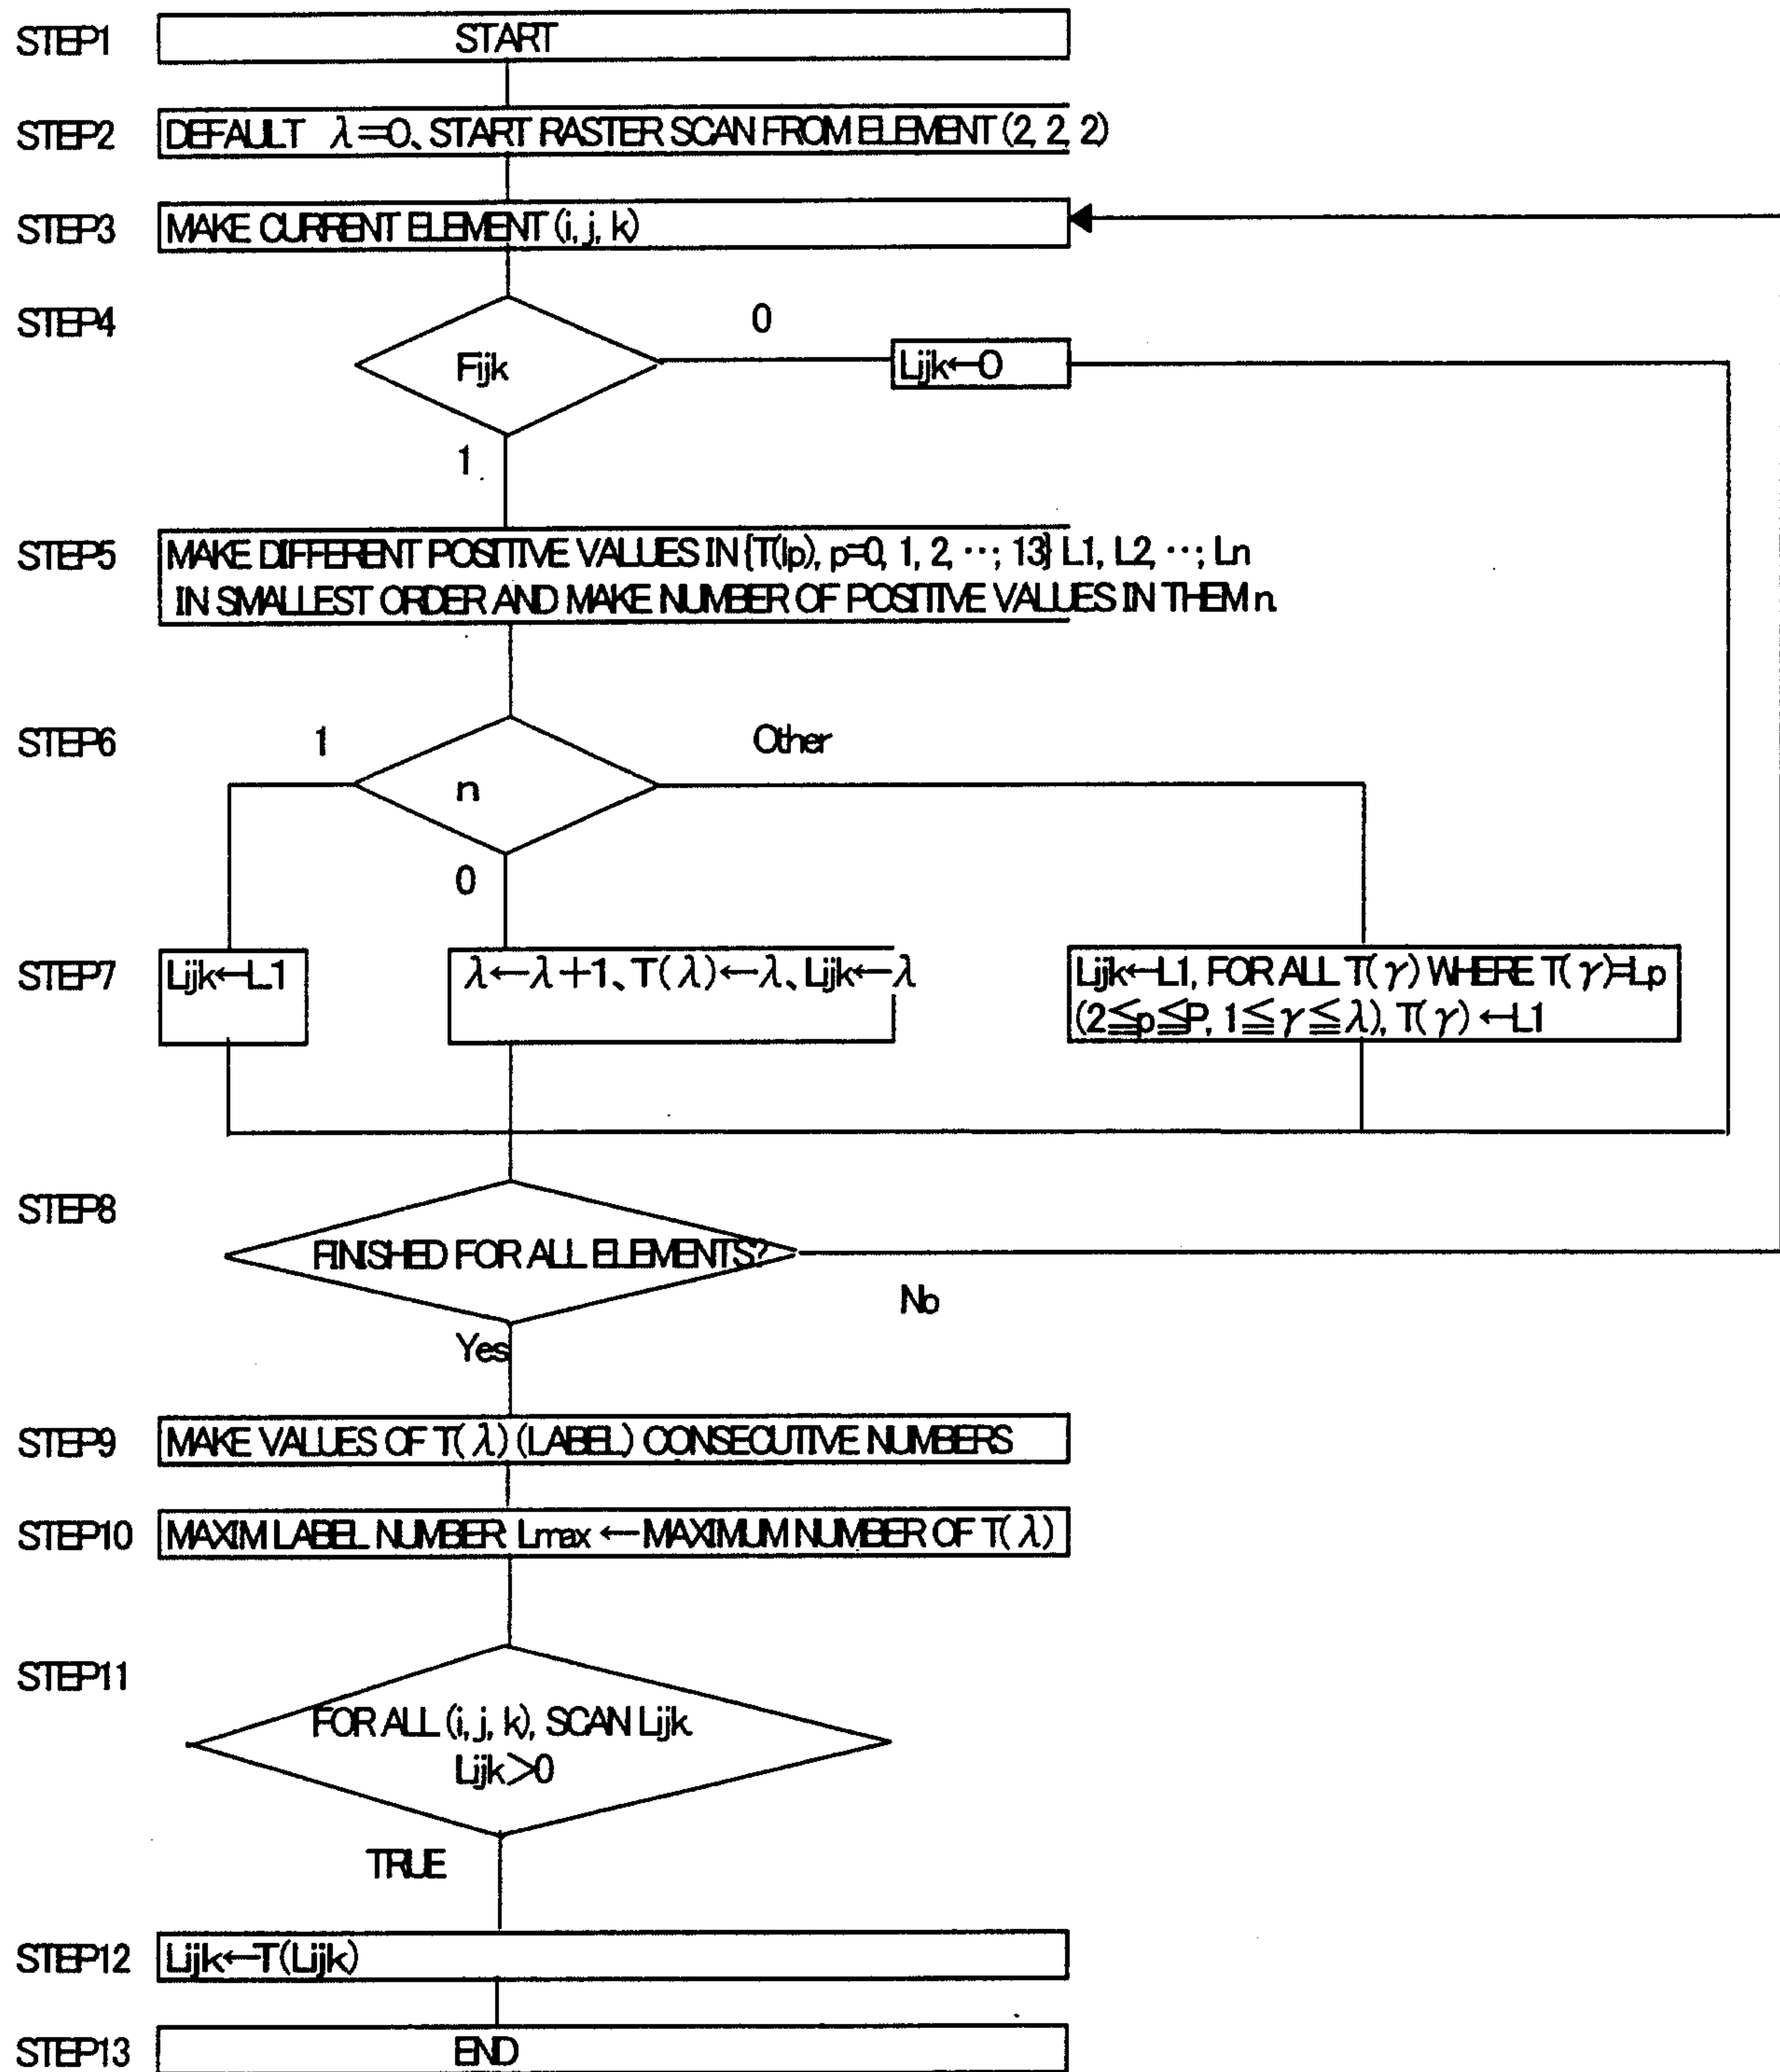 STEP1 START
STEP2 DEFAULT λ=0、START RASTER SCAN FROM ELEMENT (2, 2, 2)
STEP3 MAKE CURRENT ELEMENT (i, j, k)
STEP4
0
Fijk
Lijk←0
1
STEP5 MAKE DIFFERENT POSITIVE VALUES IN {T(lp), p=0, 1, 2, …; 13} L1, L2, …; Ln
IN SMALLEST ORDER AND MAKE NUMBER OF POSITIVE VALUES IN THEM n.
STEP6
1
Other
n
0
STEP7
Lijk←L1
λ←λ+1、T(λ)←λ、Lijk←λ
Lijk←L1, FOR ALL T(γ) WHERE T(γ)=Lp
(2≦p≦P, 1≦γ≦λ), T(γ)←L1
STEP8
FINISHED FOR ALL ELEMENTS?
No
Yes
STEP9 MAKE VALUES OF T(λ) (LABEL) CONSECUTIVE NUMBERS
STEP10 MAXIM LABEL NUMBER Lmax ← MAXIMUM NUMBER OF T(λ)
STEP11
FOR ALL (i, j, k), SCAN Lijk.
Lijk>0
TRUE
STEP12 Lijk←T(Lijk)
STEP13 END